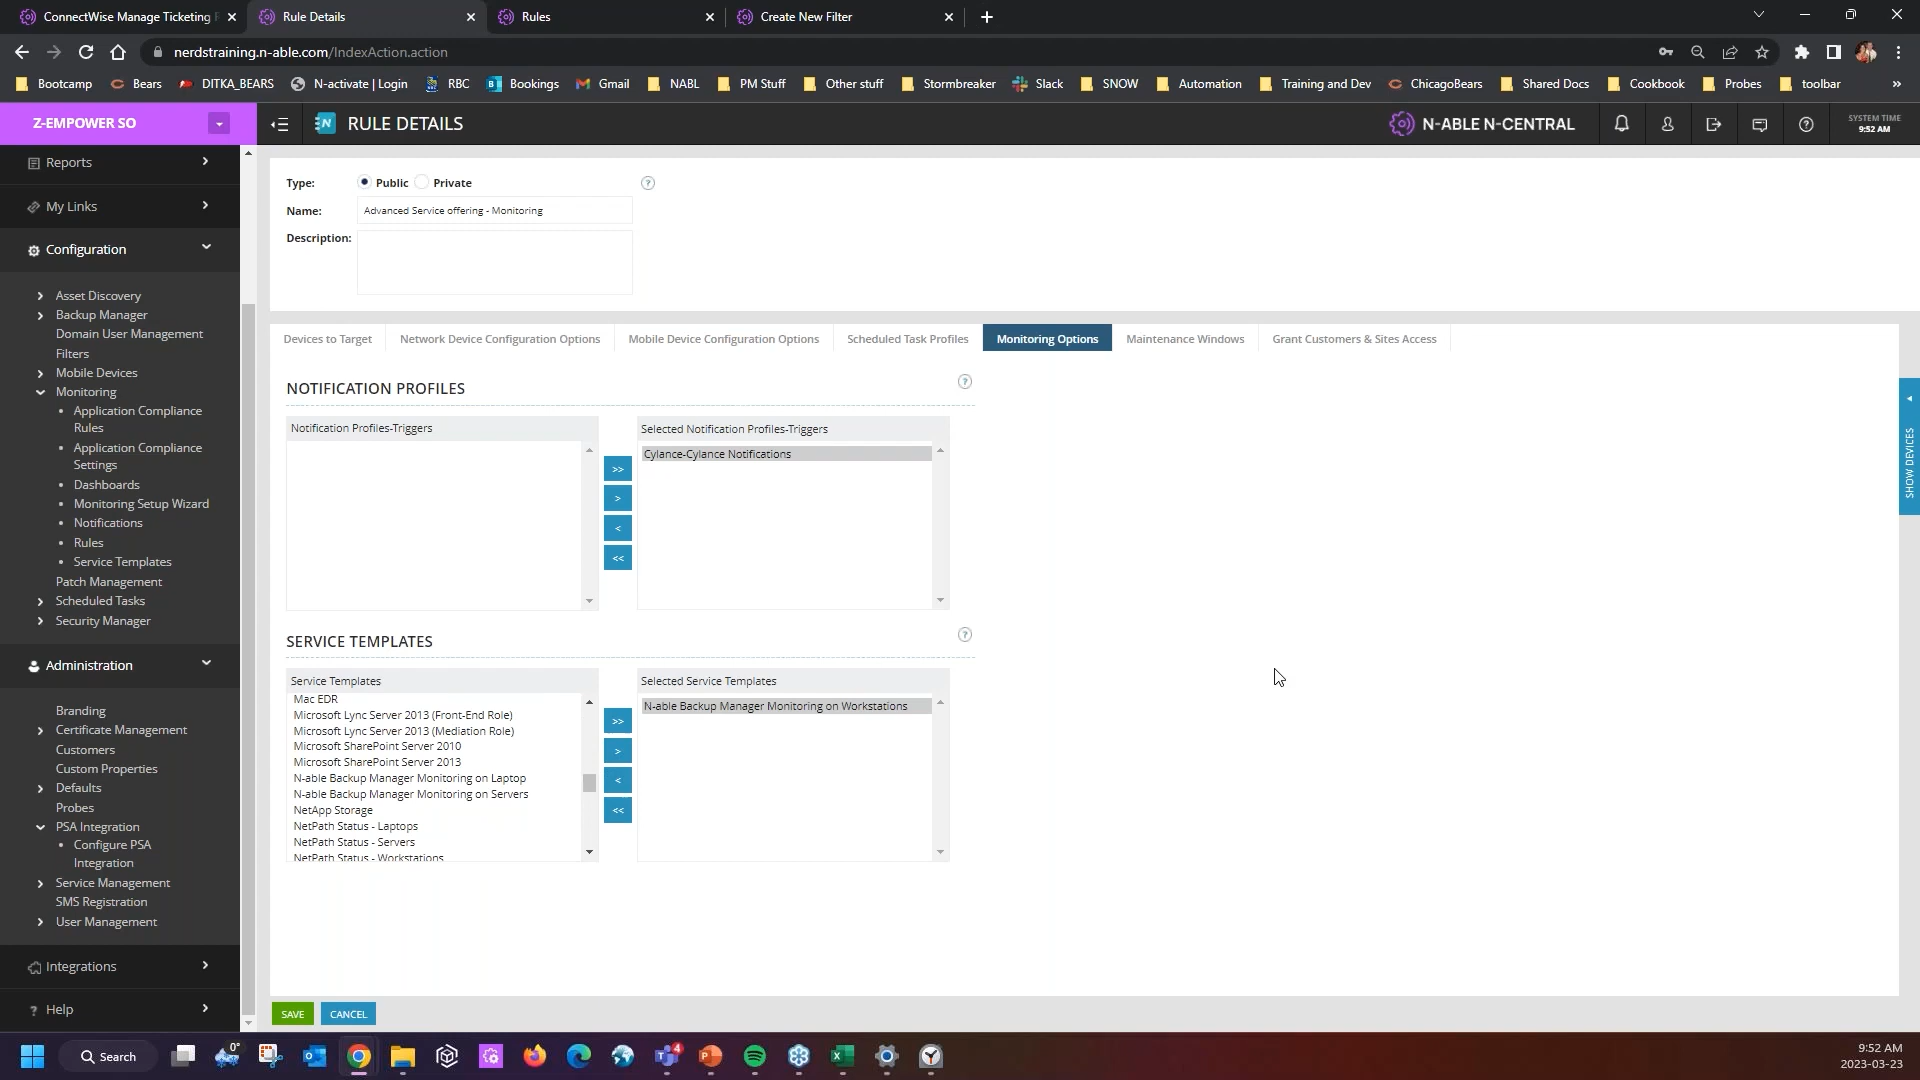 ConnectWise Manage Ticketing
Rule Details
Rules
Create New Filter
nerdstraining.n-able.com/IndexAction.action
Bootcamp
Bears
DITKA_BEARS
N-activate | Login
RBC
Bookings
Gmail
NABL
PM Stuff
Other stuff
Stormbreaker
Slack
SNOW
Automation
Training and Dev
ChicagoBears
Shared Docs
Cookbook
Probes
toolbar
»
Z-EMPOWER SO
RULE DETAILS
N-ABLE N-CENTRAL
SYSTEM TIME
9:52 AM
Reports
My Links
Configuration
Asset Discovery
Backup Manager
Domain User Management
Filters
Mobile Devices
Monitoring
• Application Compliance
Rules
• Application Compliance
Settings
• Dashboards
• Monitoring Setup Wizard
• Notifications
• Rules
• Service Templates
Patch Management
Scheduled Tasks
Security Manager
Administration
Branding
Certificate Management
Customers
Custom Properties
Defaults
Probes
PSA Integration
• Configure PSA
Integration
Service Management
SMS Registration
User Management
Integrations
? Help
Type: Public Private ?
Name: Advanced Service offering - Monitoring
Description:
Devices to Target
Network Device Configuration Options
Mobile Device Configuration Options
Scheduled Task Profiles
Monitoring Options
Maintenance Windows
Grant Customers & Sites Access
NOTIFICATION PROFILES ?
Notification Profiles-Triggers
>>
>
<
<<
Selected Notification Profiles-Triggers
Cylance-Cylance Notifications
SERVICE TEMPLATES ?
Service Templates
Mac EDR
Microsoft Lync Server 2013 (Front-End Role)
Microsoft Lync Server 2013 (Mediation Role)
Microsoft SharePoint Server 2010
Microsoft SharePoint Server 2013
N-able Backup Manager Monitoring on Laptop
N-able Backup Manager Monitoring on Servers
NetApp Storage
NetPath Status - Laptops
NetPath Status - Servers
NetPath Status - Workstations
>>
>
<
<<
Selected Service Templates
N-able Backup Manager Monitoring on Workstations
SHOW DEVICES
SAVE
CANCEL
Search
0°
4
9:52 AM
2023-03-23